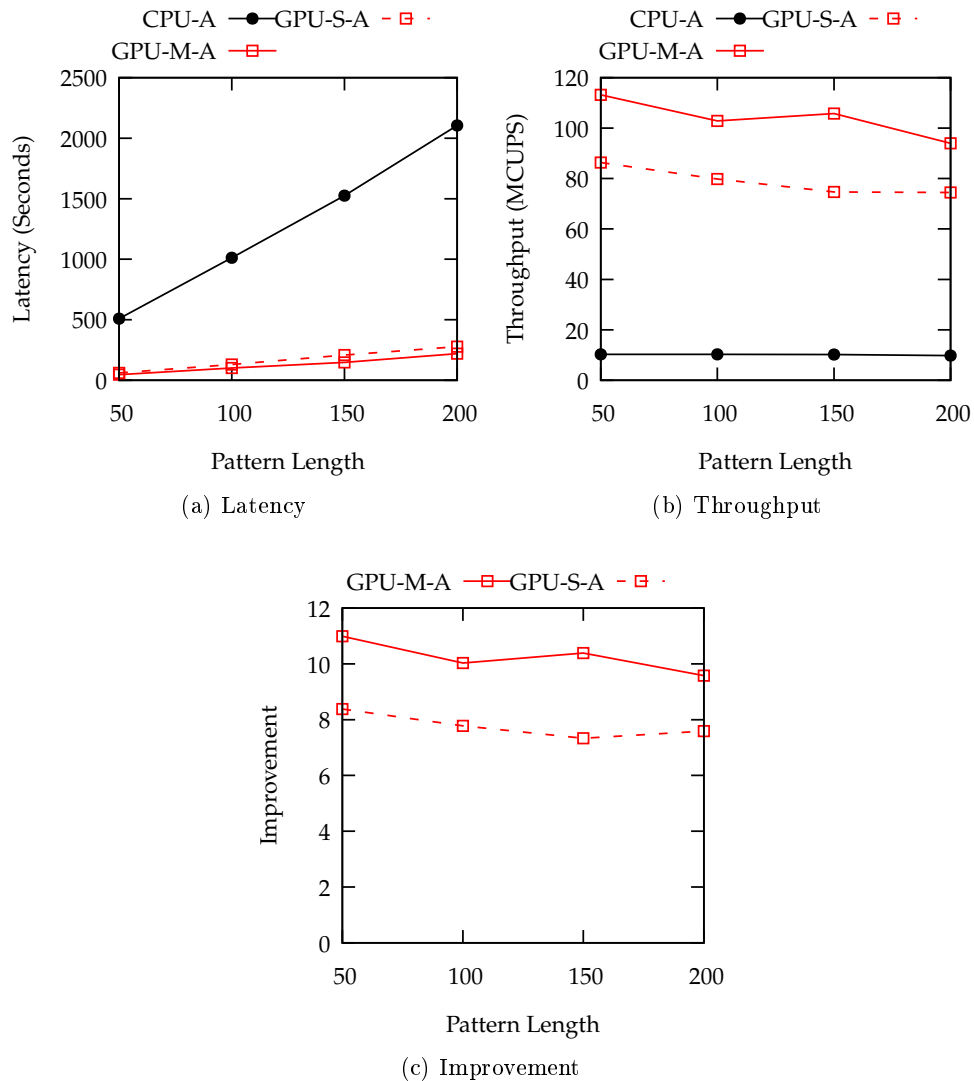 CPU-A GPU-S-A
GPU-M-A
2500
2000
1500
1000
500
0
50 100 150 200
Latency (Seconds)
Pattern Length
(a) Latency
CPU-A GPU-S-A
GPU-M-A
120
100
80
60
40
20
0
50 100 150 200
Throughput (MCUPS)
Pattern Length
(b) Throughput
GPU-M-A GPU-S-A
12
10
8
6
4
2
0
50 100 150 200
Improvement
Pattern Length
(c) Improvement